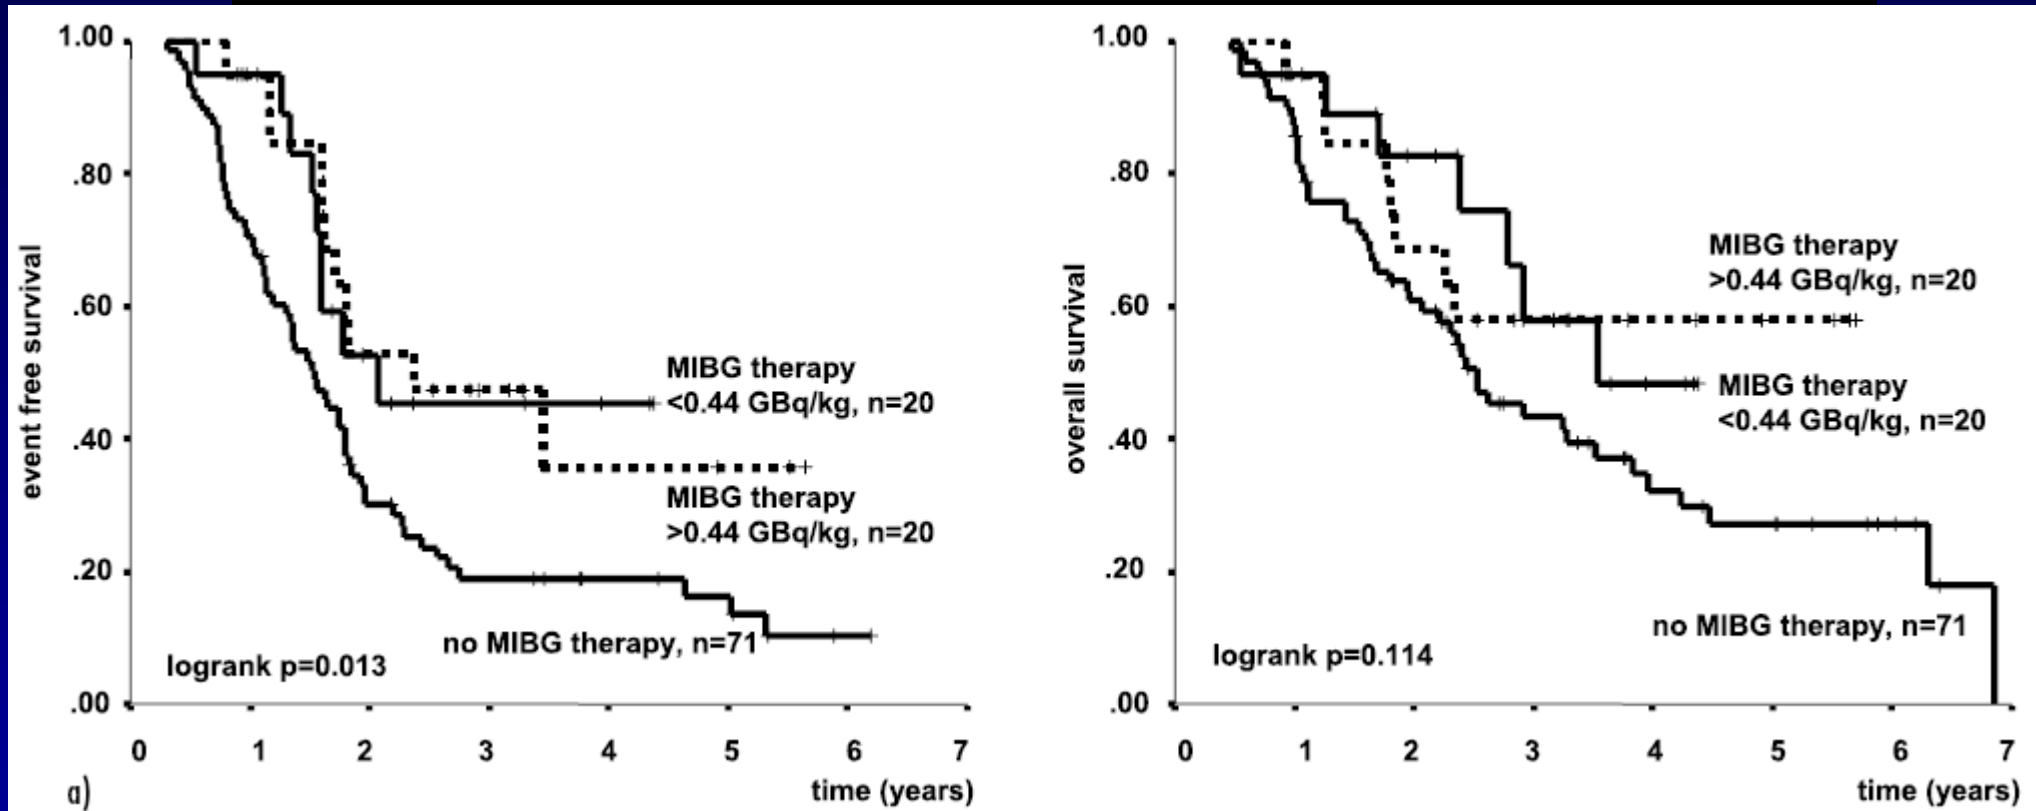 1.00
.80
.60
.40
.20
.00
event free survival
MIBG therapy
<0.44 GBq/kg, n=20
MIBG therapy
>0.44 GBq/kg, n=20
no MIBG therapy, n=71
logrank p=0.013
0 1 2 3 4 5 6 7
time (years)
a)
1.00
.80
.60
.40
.20
.00
overall survival
MIBG therapy
>0.44 GBq/kg, n=20
MIBG therapy
<0.44 GBq/kg, n=20
no MIBG therapy, n=71
logrank p=0.114
0 1 2 3 4 5 6 7
time (years)